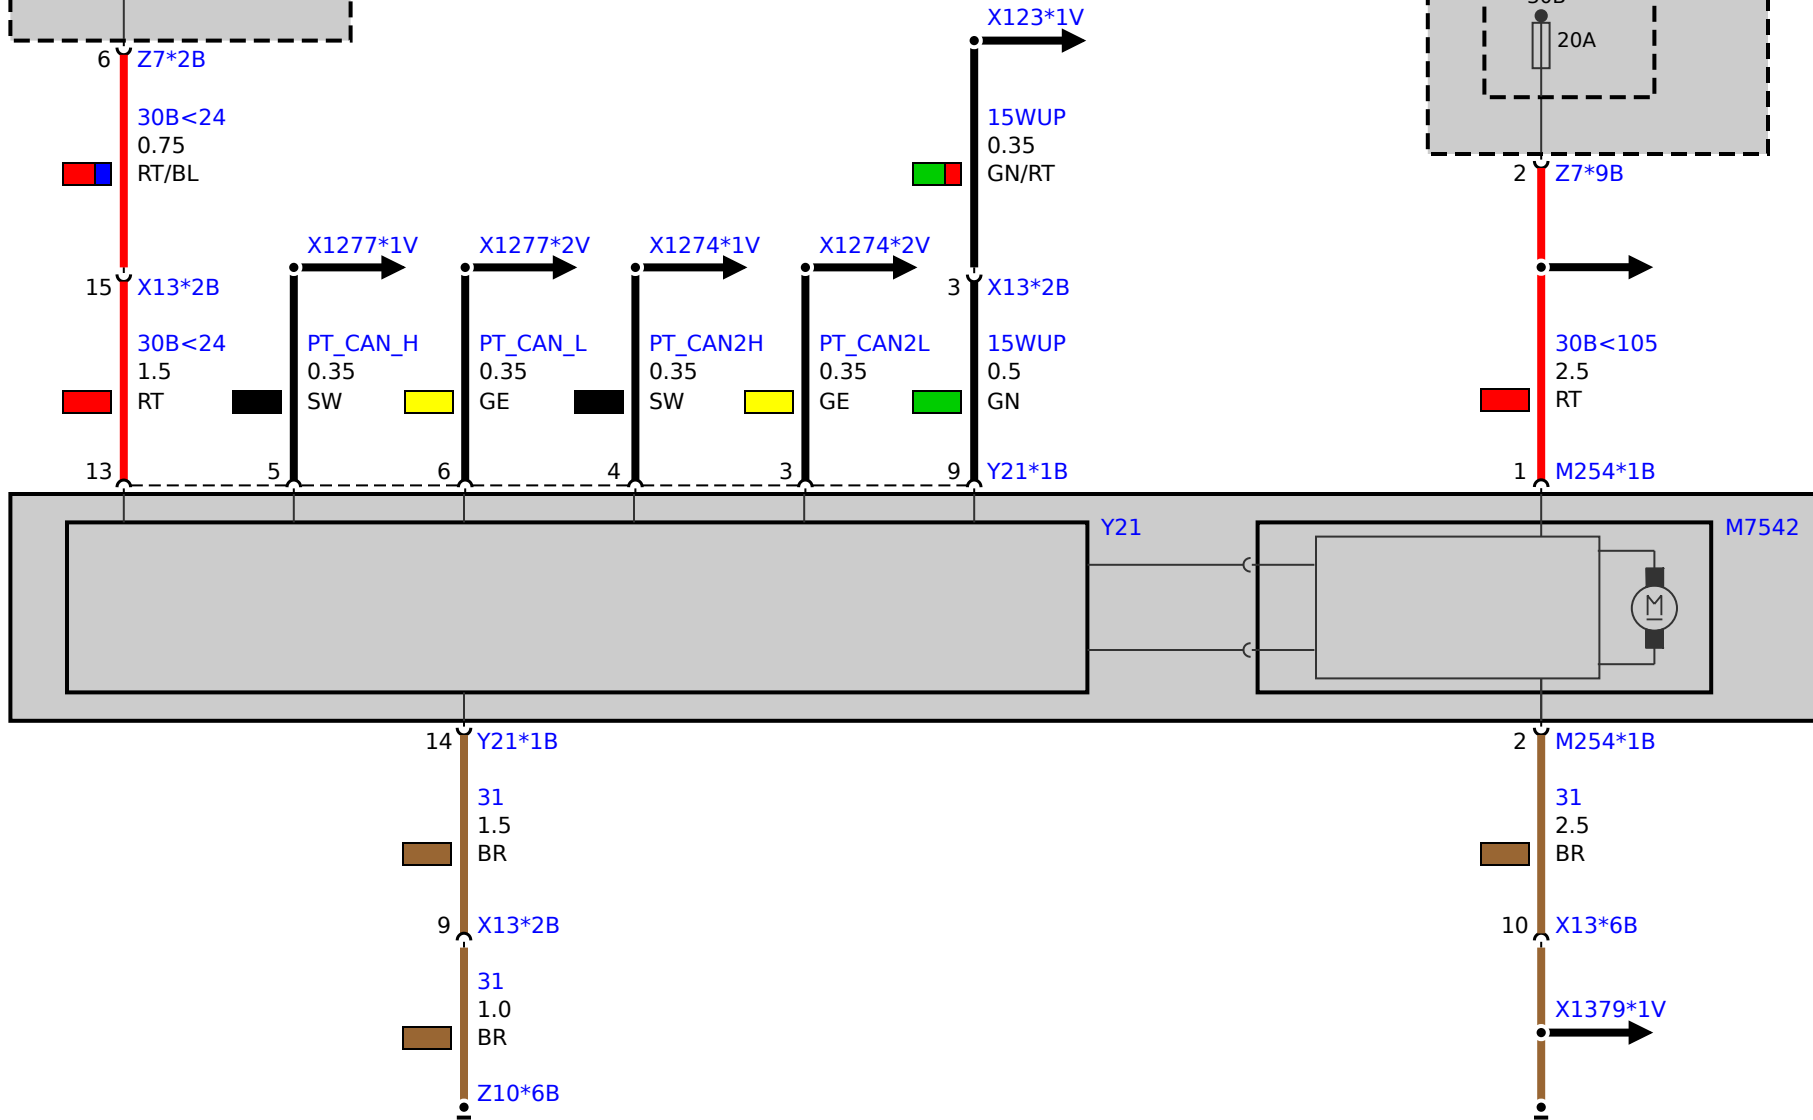 X123*1V
30B
20A
6 Z7*2B
30B<24
0.75
RT/BL
15WUP
0.35
GN/RT
2 Z7*9B
X1277*1V
X1277*2V
X1274*1V
X1274*2V
15 X13*2B
3 X13*2B
30B<24
1.5
RT
PT_CAN_H
0.35
SW
PT_CAN_L
0.35
GE
PT_CAN2H
0.35
SW
PT_CAN2L
0.35
GE
15WUP
0.5
GN
30B<105
2.5
RT
13
5
6
4
3
9 Y21*1B
1 M254*1B
Y21
M7542
M
14 Y21*1B
2 M254*1B
31
1.5
BR
31
2.5
BR
9 X13*2B
10 X13*6B
31
1.0
BR
X1379*1V
Z10*6B